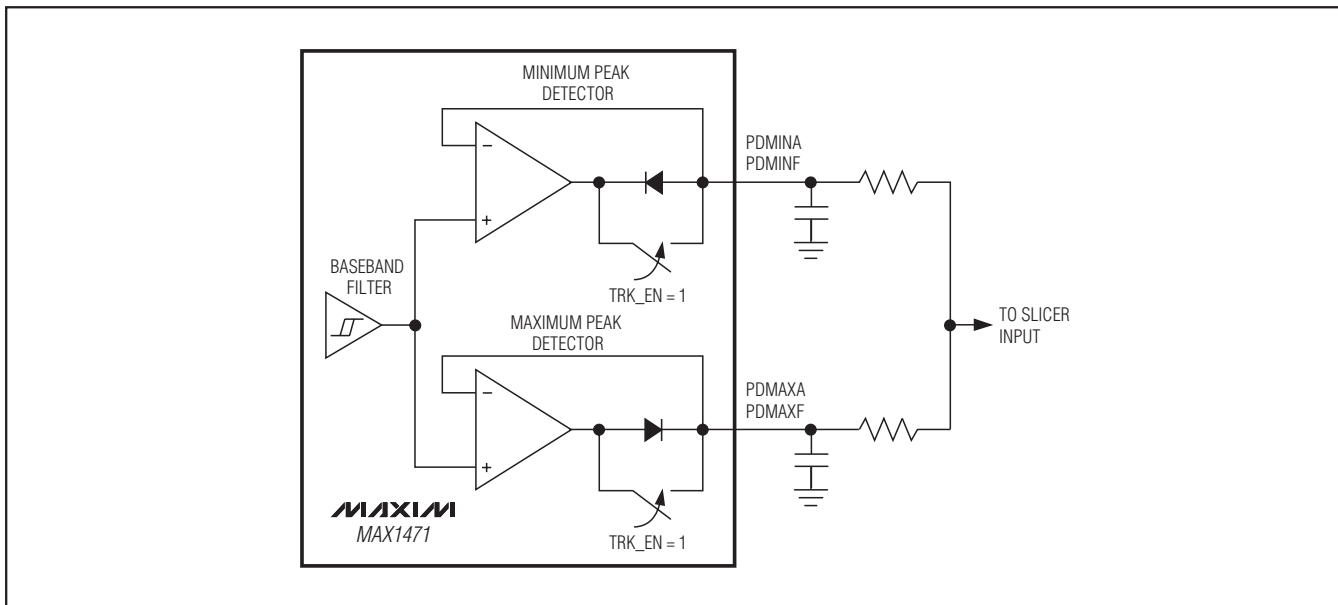 MINIMUM PEAK
DETECTOR
−
+
PDMINA
PDMINF
TRK_EN = 1
BASEBAND
FILTER
MAXIMUM PEAK
DETECTOR
−
+
PDMAXA
PDMAXF
TRK_EN = 1
TO SLICER
INPUT
MAXIM
MAX1471